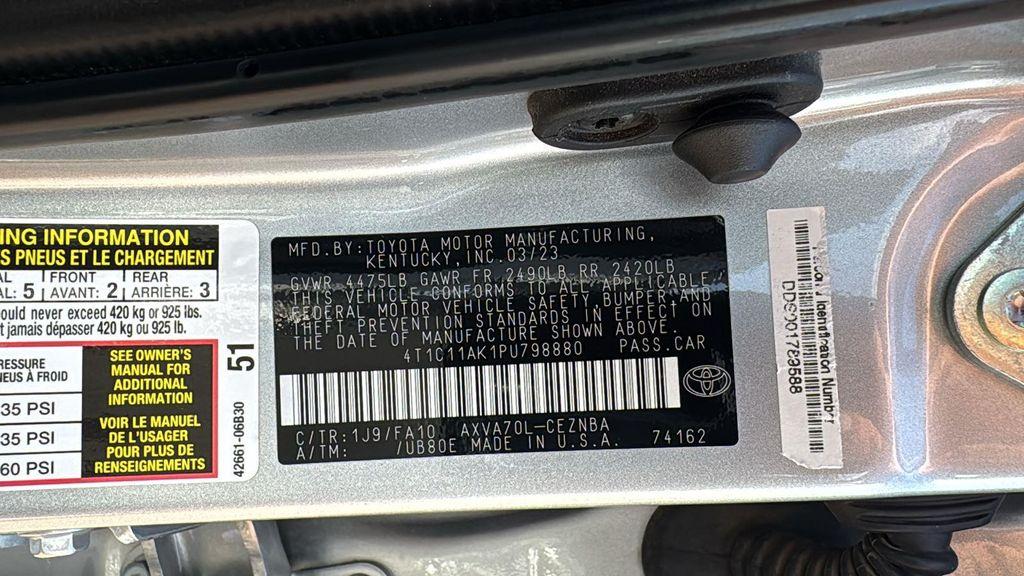 NG INFORMATION
S PNEUS ET LE CHARGEMENT
AL FRONT REAR
AL: 5 AVANT: 2 ARRIÈRE: 3
ould never exceed 420 kg or 925 lbs.
t jamais dépasser 420 kg ou 925 lb.
RESSURE
NEUS À FROID
35 PSI
35 PSI
60 PSI
SEE OWNER'S
MANUAL FOR
ADDITIONAL
INFORMATION
VOIR LE MANUEL
DE L'USAGER
POUR PLUS DE
RENSEIGNEMENTS
51
42661-06B30
MFD.BY:TOYOTA MOTOR MANUFACTURING,
KENTUCKY,INC.03/23
GVWR 4475LB GAWR FR 2490LB RR 2420LB
THIS VEHICLE CONFORMS TO ALL APPLICABLE
FEDERAL MOTOR VEHICLE SAFETY BUMPER,AND
THEFT PREVENTION STANDARDS IN EFFECT ON
THE DATE OF MANUFACTURE SHOWN ABOVE.
4T1C11AK1PU798880 PASS.CAR
C/TR:1J9/FA10 AXVA70L-CEZNBA
A/TM: /UB80E MADE IN U.S.A. 74162
Identification Number